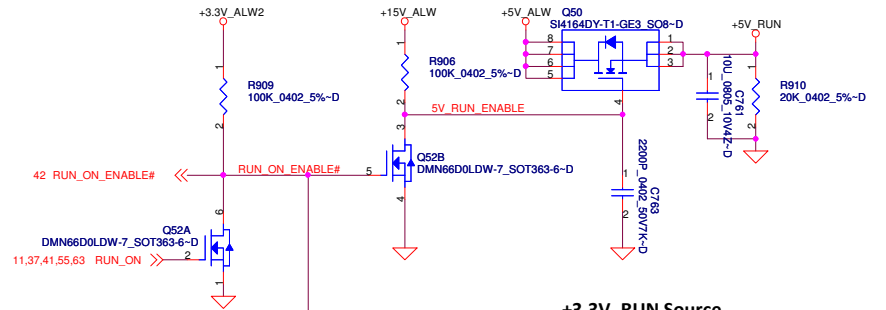 +3.3V_ALW2
+15V_ALW
+5V_ALW
Q50
SI4164DY-T1-GE3_SO8~D
+5V_RUN
8
7
6
5
1
2
3
4
1
R909
100K_0402_5%~D
2
1
R906
100K_0402_5%~D
2
5V_RUN_ENABLE
1
C761
10U_0805_10V4Z~D
2
1
R910
20K_0402_5%~D
2
3
Q52B
DMN66D0LDW-7_SOT363-6~D
5
4
42 RUN_ON_ENABLE#
RUN_ON_ENABLE#
1
C763
2200P_0402_50V7K~D
2
6
Q52A
DMN66D0LDW-7_SOT363-6~D
11,37,41,55,63 RUN_ON
2
1
+3.3V_RUN Source